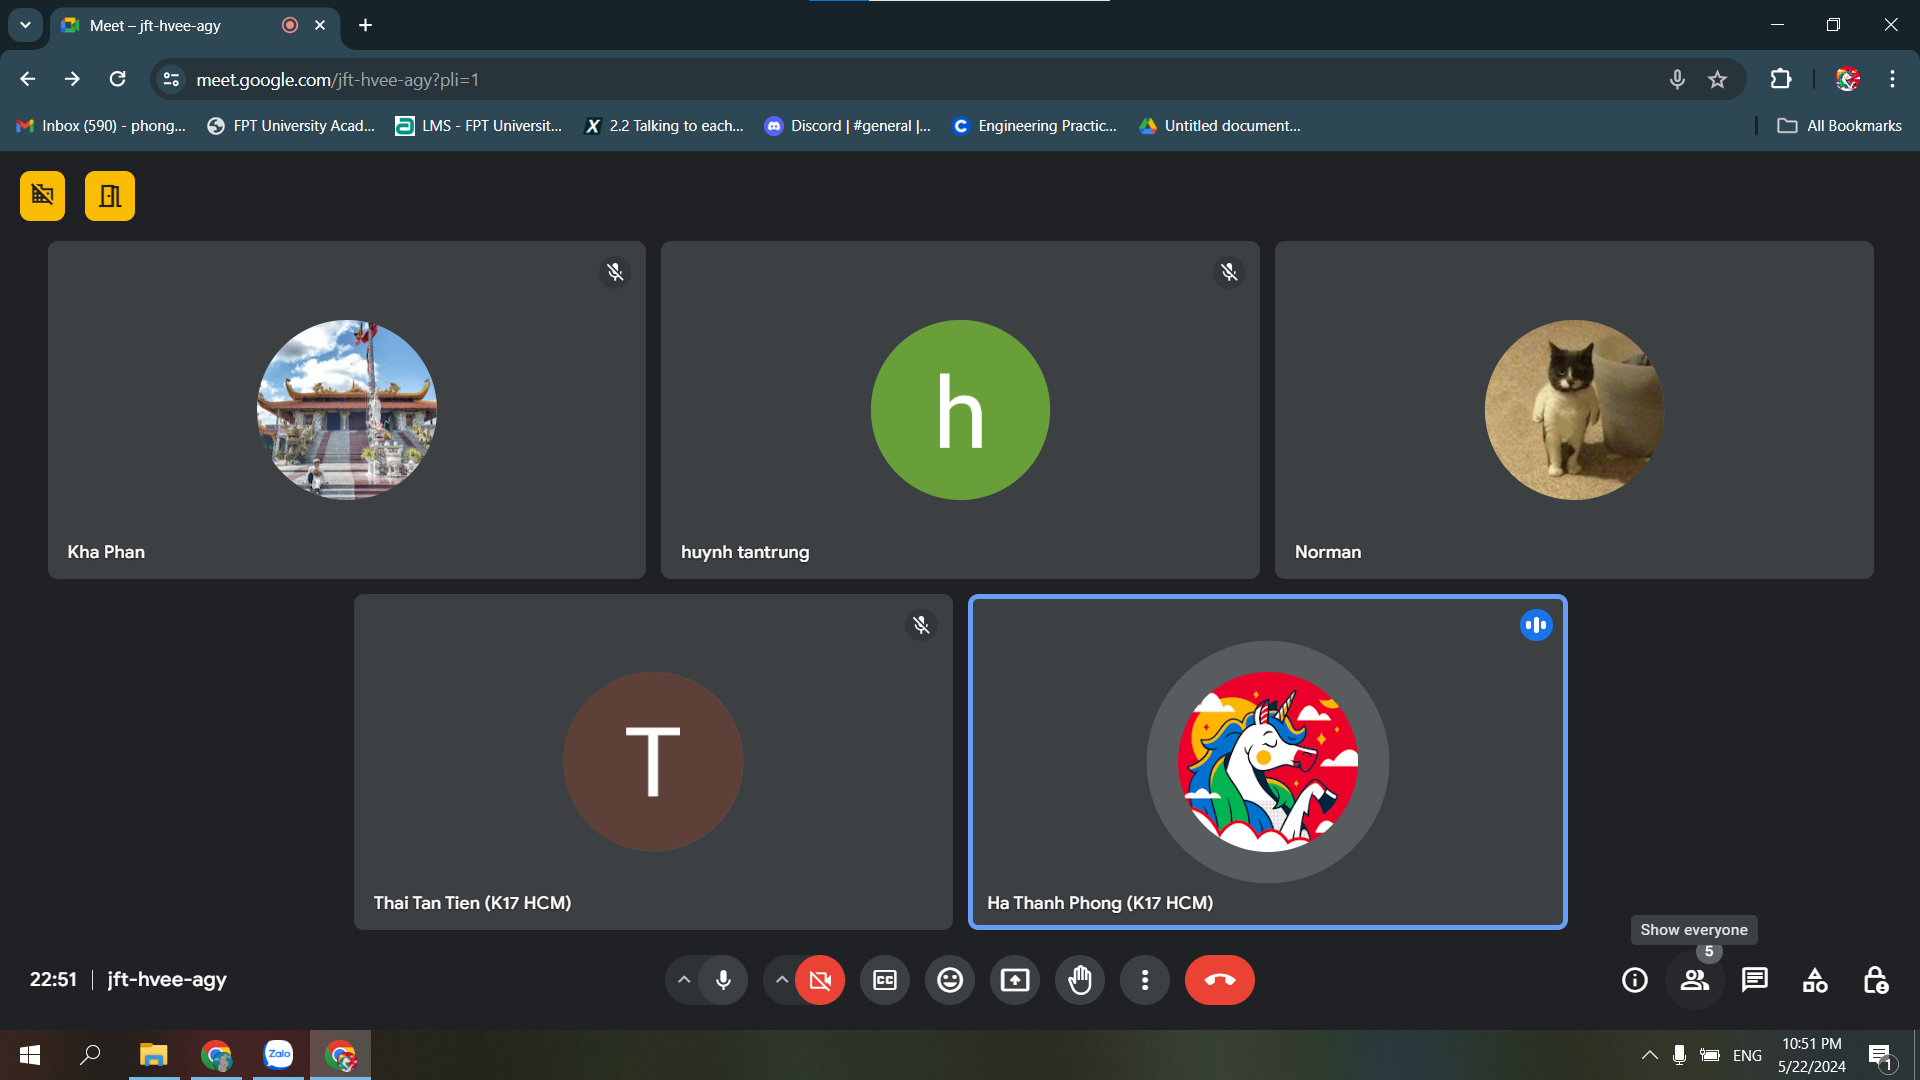 Meet – jft-hvee-agy
meet.google.com/jft-hvee-agy?pli=1
Inbox (590) - phong... FPT University Acad... LMS - FPT Universit... 2.2 Talking to each... Discord | #general |... Engineering Practic... Untitled document... All Bookmarks
Kha Phan
h
huynh tantrung
Norman
T
Thai Tan Tien (K17 HCM)
Ha Thanh Phong (K17 HCM)
Show everyone
5
22:51 | jft-hvee-agy
CC
Zalo
ENG
10:51 PM
5/22/2024
1